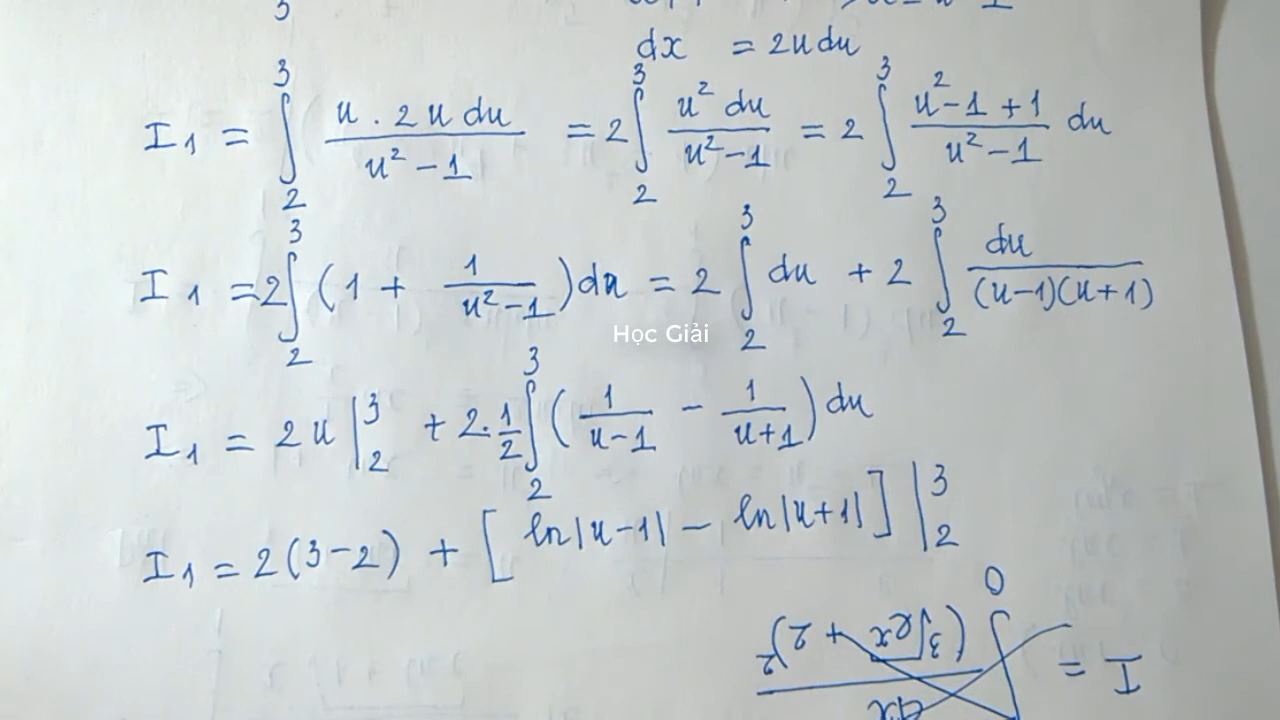 dx = 2u du
I₁ = ∫₂³ (u . 2u du)/(u² - 1) = 2∫₂³ (u² du)/(u² - 1) = 2 ∫₂³ (u² - 1 + 1)/(u² - 1) du
I₁ = 2∫₂³ (1 + 1/(u² - 1)) du = 2 ∫₂³ du + 2 ∫₂³ du/((u-1)(u+1))
Học Giải
I₁ = 2u |₂³ + 2.1/2 ∫₂³ (1/(u-1) - 1/(u+1)) du
I₁ = 2(3-2) + [ln|u-1| - ln|u+1|] |₂³